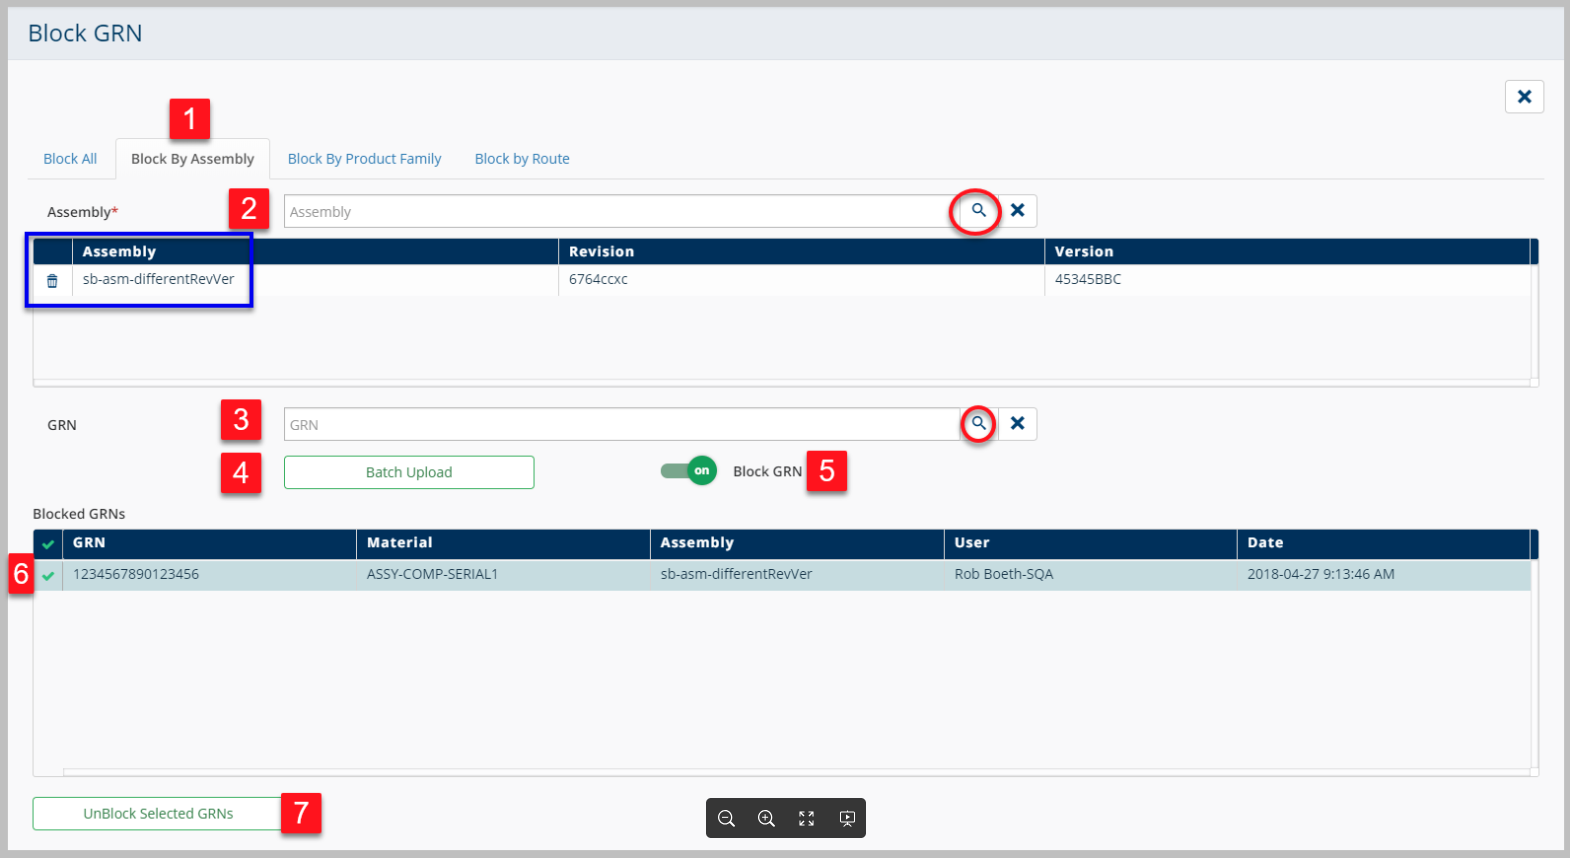 Block GRN
1
Block All Block By Assembly Block By Product Family Block by Route
Assembly* 2 Assembly
Assembly Revision Version
sb-asm-differentRevVer 6764ccxc 45345BBC
GRN 3 GRN
4 Batch Upload on Block GRN 5
Blocked GRNs
GRN Material Assembly User Date
6 1234567890123456 ASSY-COMP-SERIAL1 sb-asm-differentRevVer Rob Boeth-SQA 2018-04-27 9:13:46 AM
UnBlock Selected GRNs 7